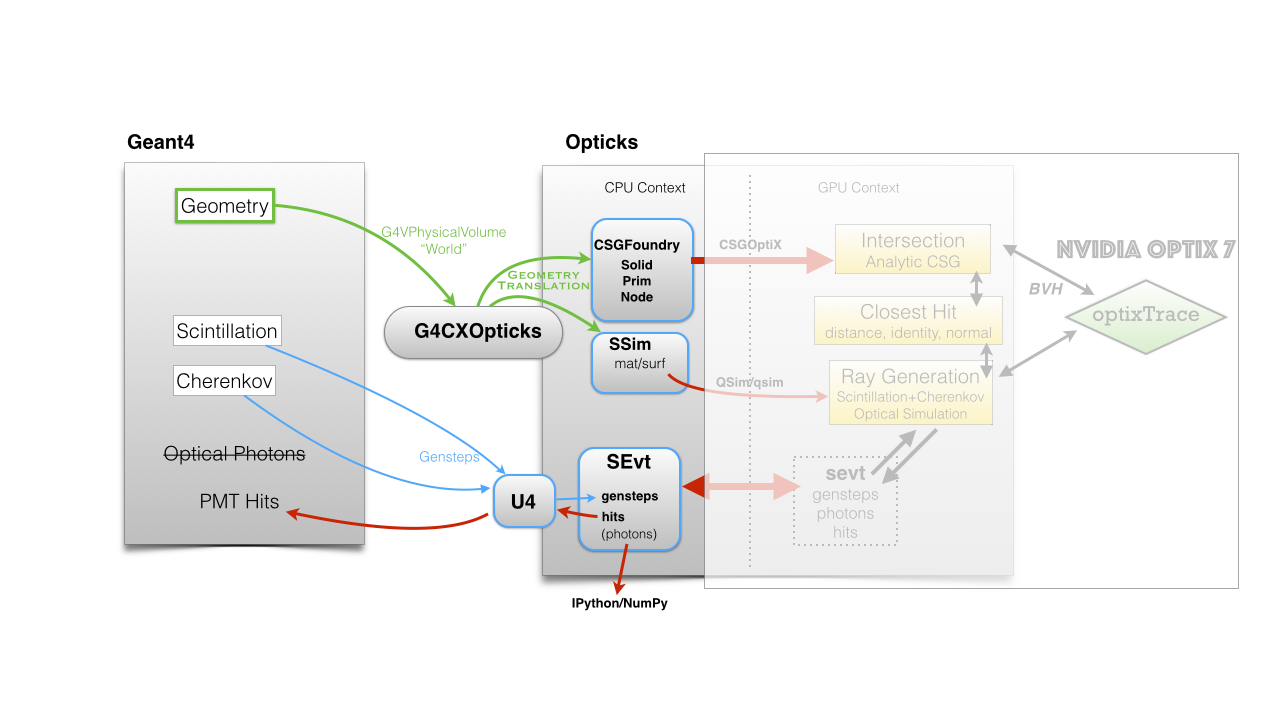 Geant4
Geometry
Scintillation
Cherenkov
Optical Photons
PMT Hits
G4VPhysicalVolume
“World”
Geometry
Translation
G4CXOpticks
Gensteps
U4
Opticks
CPU Context
CSGFoundry
Solid
Prim
Node
SSim
mat/surf
SEvt
gensteps
hits
(photons)
IPython/NumPy
GPU Context
CSGOptiX
QSim/qsim
Intersection
Analytic CSG
Closest Hit
distance, identity, normal
Ray Generation
Scintillation+Cherenkov
Optical Simulation
sevt
gensteps
photons
hits
NVIDIA OPTIX 7
BVH
optixTrace